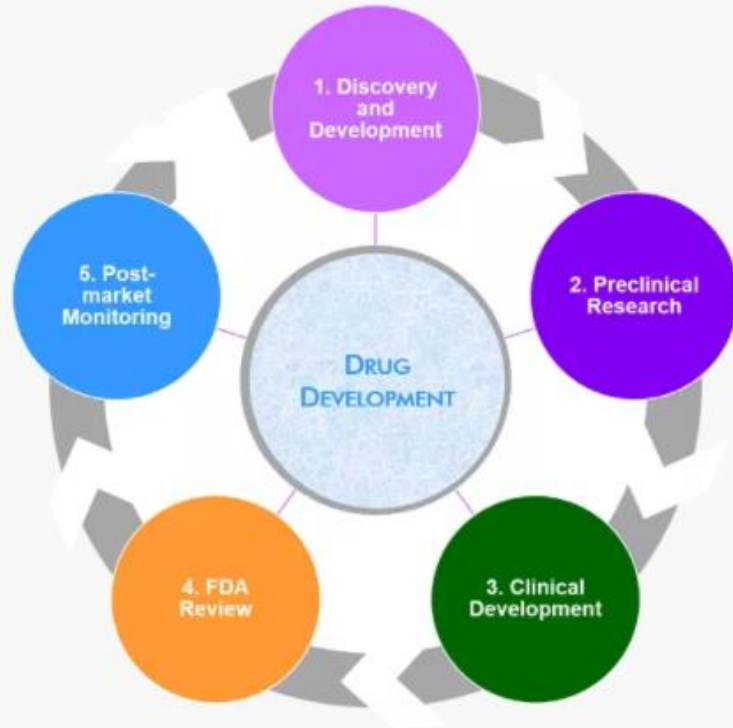 1. Discovery
and
Development
2. Preclinical
Research
3. Clinical
Development
4. FDA
Review
5. Post-
market
Monitoring
DRUG
DEVELOPMENT